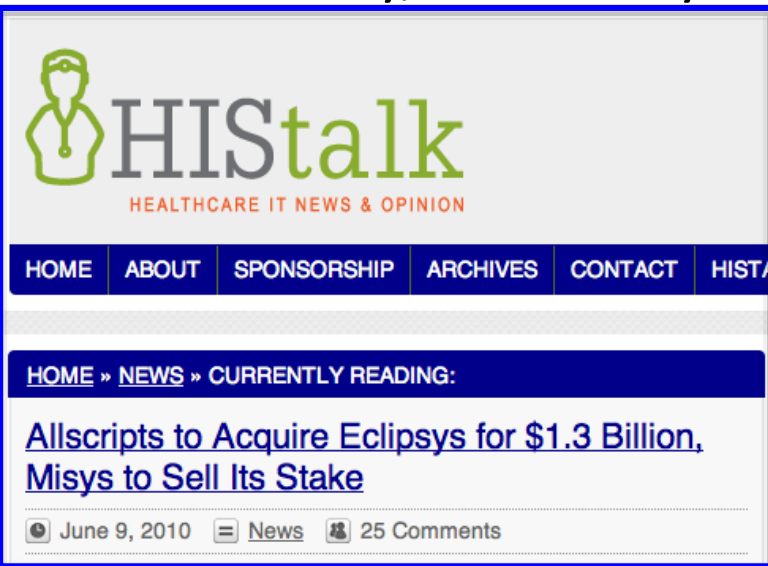 HIStalk
HEALTHCARE IT NEWS & OPINION
HOME ABOUT SPONSORSHIP ARCHIVES CONTACT
HOME » NEWS » CURRENTLY READING:
Allscripts to Acquire Eclipsys for $1.3 Billion,
Misys to Sell Its Stake
June 9, 2010 News 25 Comments